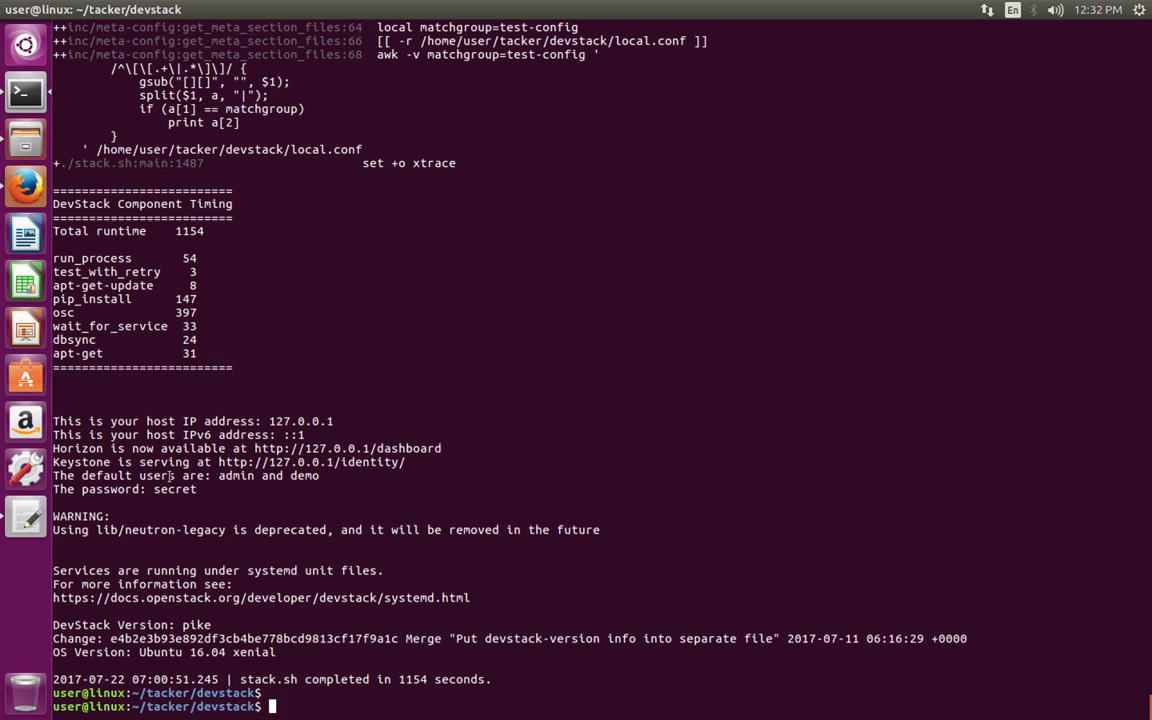 user@linux: ~/tacker/devstack
En
12:32 PM
++inc/meta-config:get_meta_section_files:64  local matchgroup=test-config
++inc/meta-config:get_meta_section_files:66  [[ -r /home/user/tacker/devstack/local.conf ]]
++inc/meta-config:get_meta_section_files:68  awk -v matchgroup=test-config '
        /^\[\[.+\|.*\]\]/ {
            gsub("[][]", "", $1);
            split($1, a, "|");
            if (a[1] == matchgroup)
                print a[2]
        }
    ' /home/user/tacker/devstack/local.conf
+./stack.sh:main:1487                      set +o xtrace
=========================
DevStack Component Timing
=========================
Total runtime    1154
run_process       54
test_with_retry    3
apt-get-update     8
pip_install      147
osc              397
wait_for_service  33
dbsync            24
apt-get           31
=========================
This is your host IP address: 127.0.0.1
This is your host IPv6 address: ::1
Horizon is now available at http://127.0.0.1/dashboard
Keystone is serving at http://127.0.0.1/identity/
The default users are: admin and demo
The password: secret
WARNING:
Using lib/neutron-legacy is deprecated, and it will be removed in the future
Services are running under systemd unit files.
For more information see:
https://docs.openstack.org/developer/devstack/systemd.html
DevStack Version: pike
Change: e4b2e3b93e892df3cb4be778bcd9813cf17f9a1c Merge "Put devstack-version info into separate file" 2017-07-11 06:16:29 +0000
OS Version: Ubuntu 16.04 xenial
2017-07-22 07:00:51.245 | stack.sh completed in 1154 seconds.
user@linux:~/tacker/devstack$
user@linux:~/tacker/devstack$